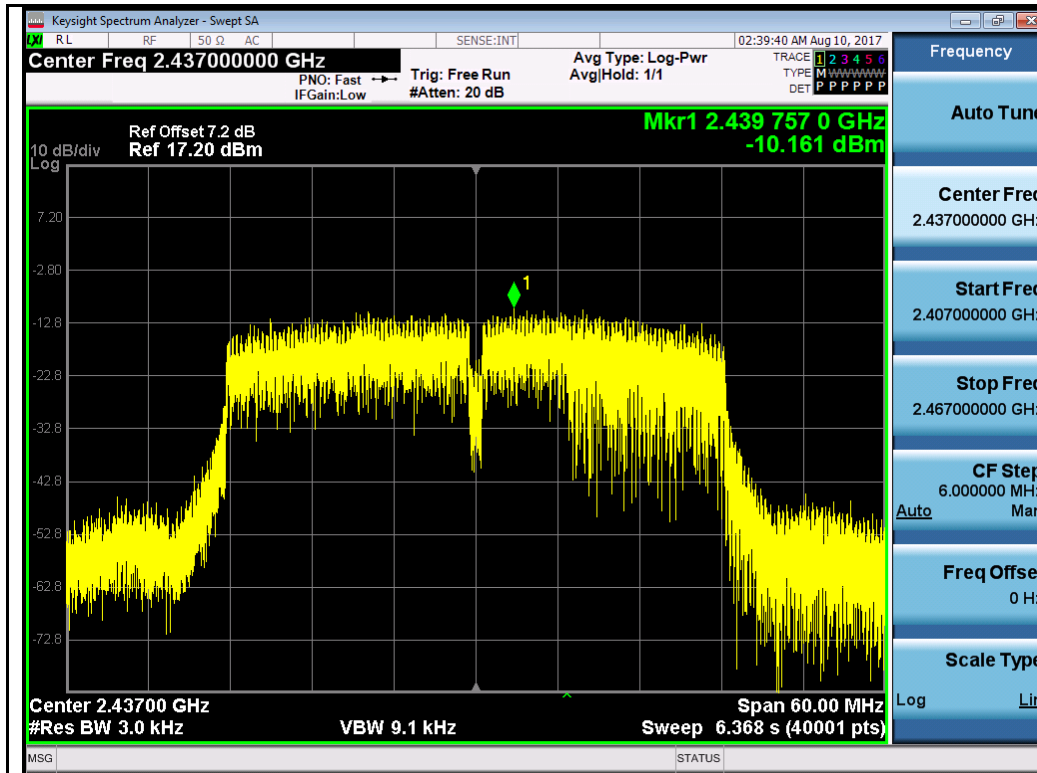 Keysight Spectrum Analyzer - Swept SA
LXI RL RF 50 Ω AC SENSE:INT 02:39:40 AM Aug 10, 2017
Center Freq 2.437000000 GHz
PNO: Fast Trig: Free Run Avg Type: Log-Pwr TRACE 1 2 3 4 5 6
IFGain:Low #Atten: 20 dB Avg|Hold: 1/1 TYPE M W W W W W
DET P P P P P P
Mkr1 2.439 757 0 GHz
-10.161 dBm
Ref Offset 7.2 dB
10 dB/div Ref 17.20 dBm
Log
1
7.20
-2.80
-12.8
-22.8
-32.8
-42.8
-52.8
-62.8
-72.8
Center 2.43700 GHz Span 60.00 MHz
#Res BW 3.0 kHz VBW 9.1 kHz Sweep 6.368 s (40001 pts)
MSG STATUS
Frequency
Auto Tune
Center Freq
2.437000000 GHz
Start Freq
2.407000000 GHz
Stop Freq
2.467000000 GHz
CF Step
6.000000 MHz
Auto Man
Freq Offset
0 Hz
Scale Type
Log Lin